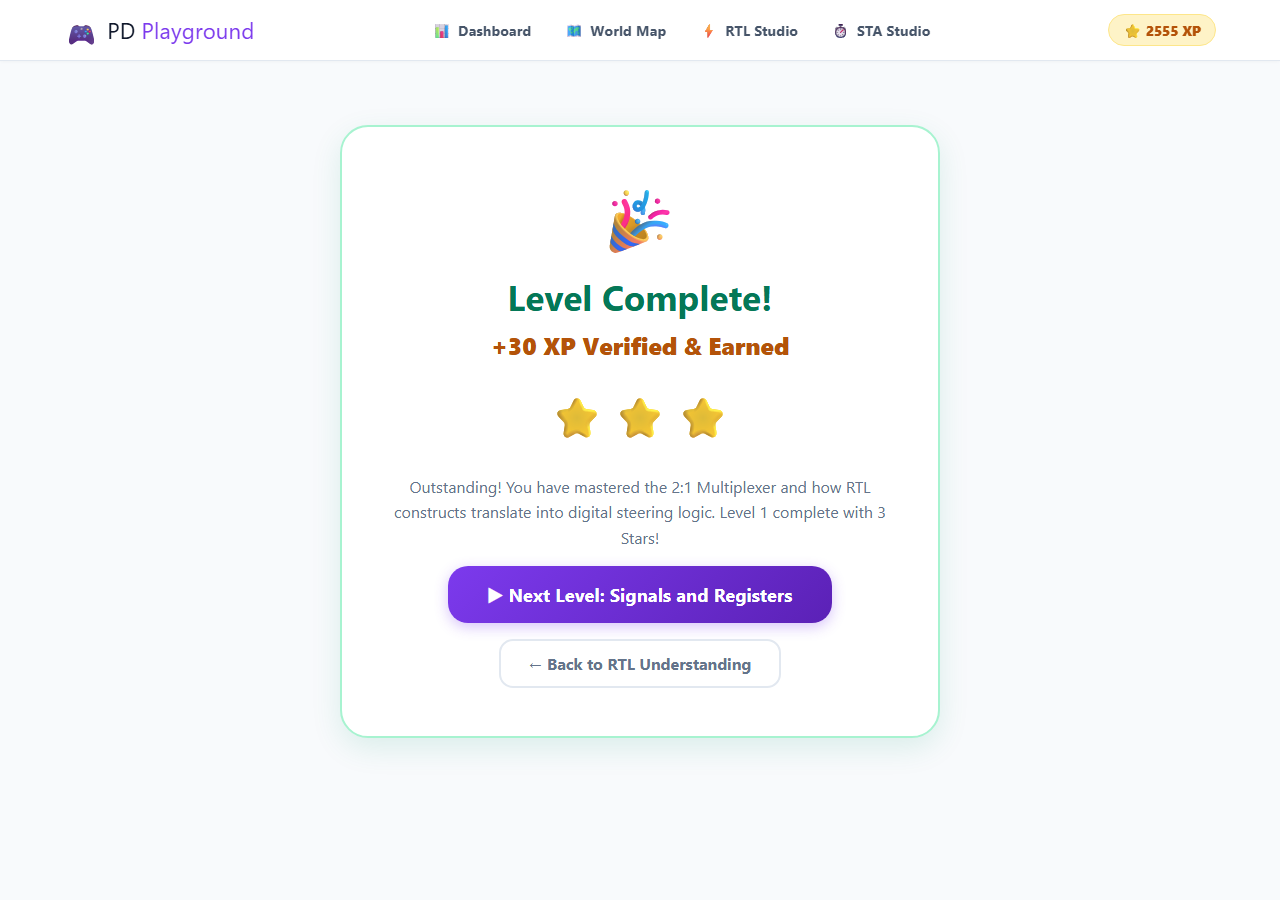 PD Playground
Dashboard
World Map
RTL Studio
STA Studio
2555 XP
Level Complete!
+30 XP Verified & Earned
Outstanding! You have mastered the 2:1 Multiplexer and how RTL
constructs translate into digital steering logic. Level 1 complete with 3
Stars!
▶ Next Level: Signals and Registers
← Back to RTL Understanding